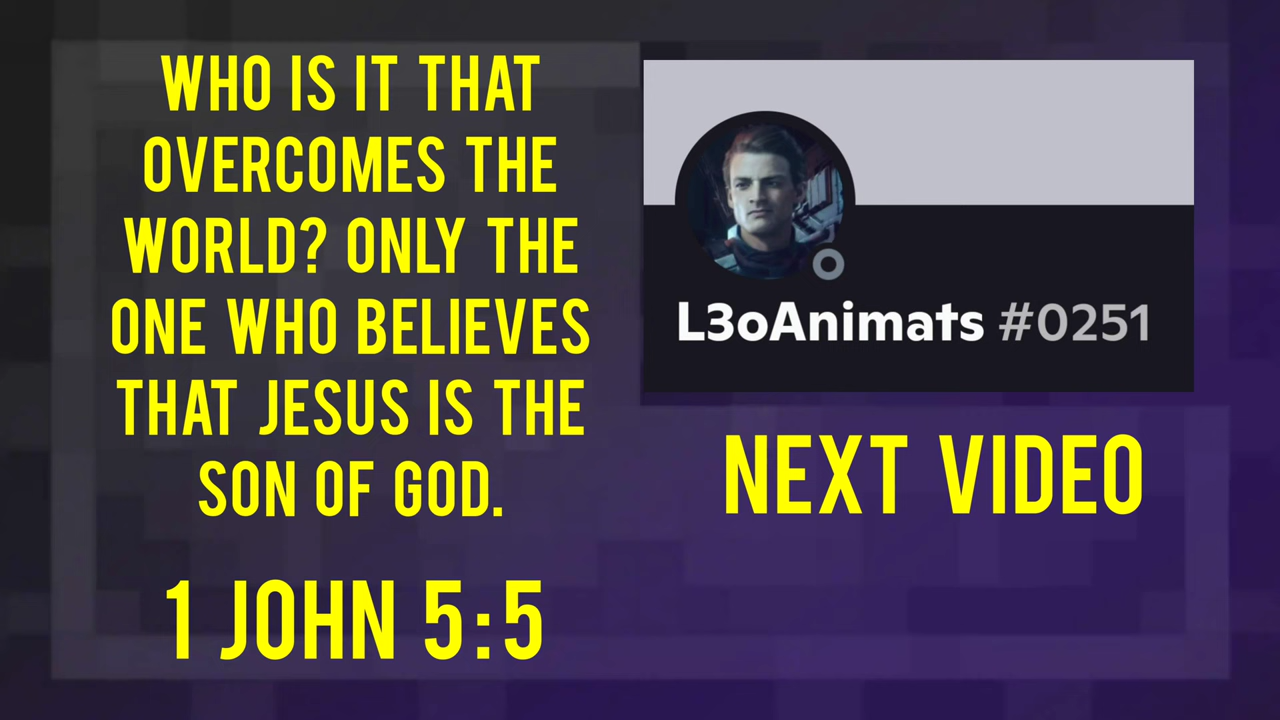 WHO IS IT THAT
OVERCOMES THE
WORLD? ONLY THE
ONE WHO BELIEVES
THAT JESUS IS THE
SON OF GOD.
1 JOHN 5:5
L3oAnimats #0251
NEXT VIDEO